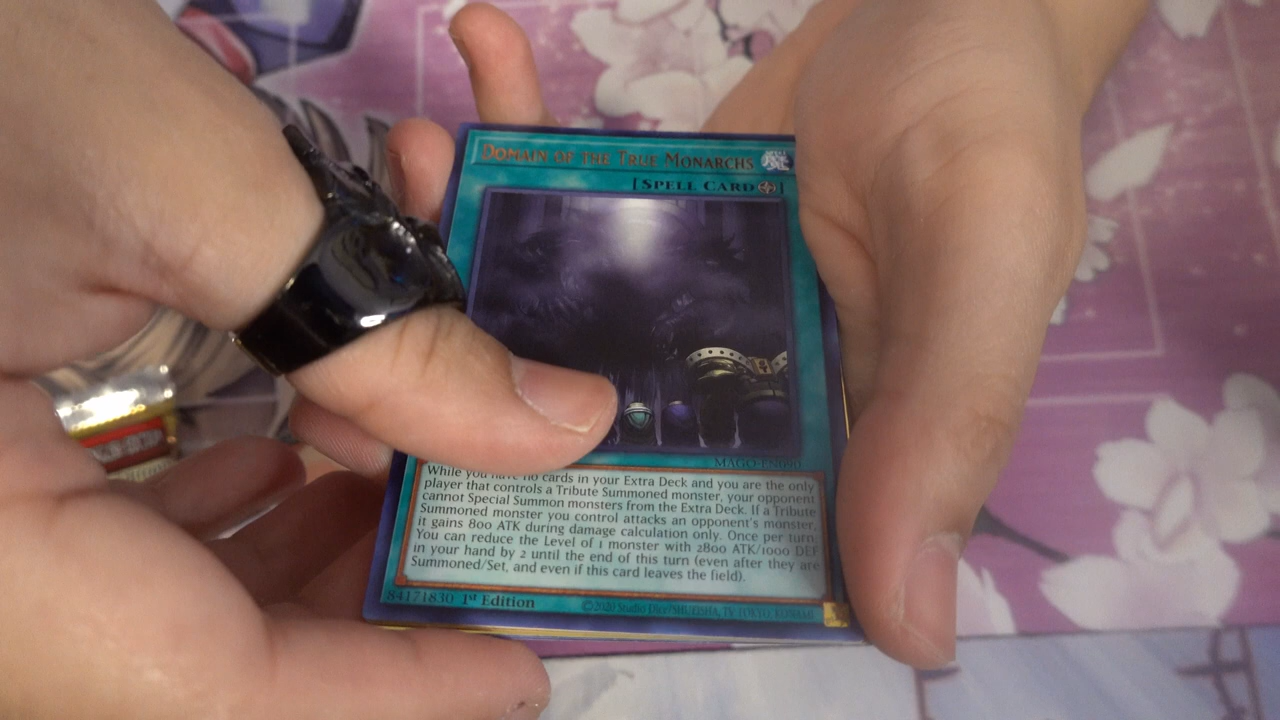 DOMAIN OF THE TRUE MONARCHS
[SPELL CARD]
MAGO-EN090
While you have no cards in your Extra Deck and you are the only
player that controls a Tribute Summoned monster, your opponent
cannot Special Summon monsters from the Extra Deck. If a Tribute
Summoned monster you control attacks an opponent's monster,
it gains 800 ATK during damage calculation only. Once per turn:
You can reduce the Level of 1 monster with 2800 ATK/1000 DEF
in your hand by 2 until the end of this turn (even after they are
Summoned/Set, and even if this card leaves the field).
84171830 1st Edition
©2020 Studio Dice/SHUEISHA, TV TOKYO, KONAMI